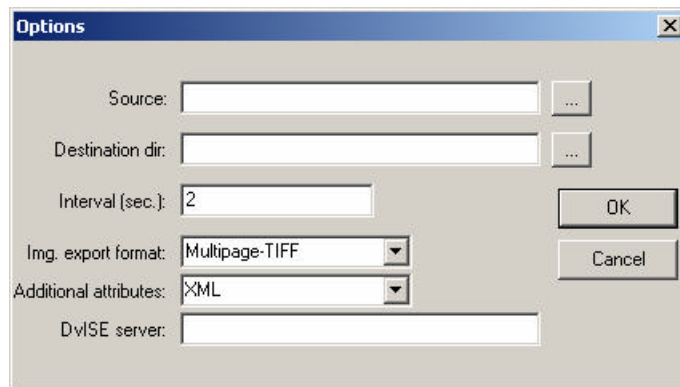 Options
Source: ...
Destination dir: ...
Interval (sec.): 2
OK
Img. export format: Multipage-TIFF
Cancel
Additional attributes: XML
DvISE server: